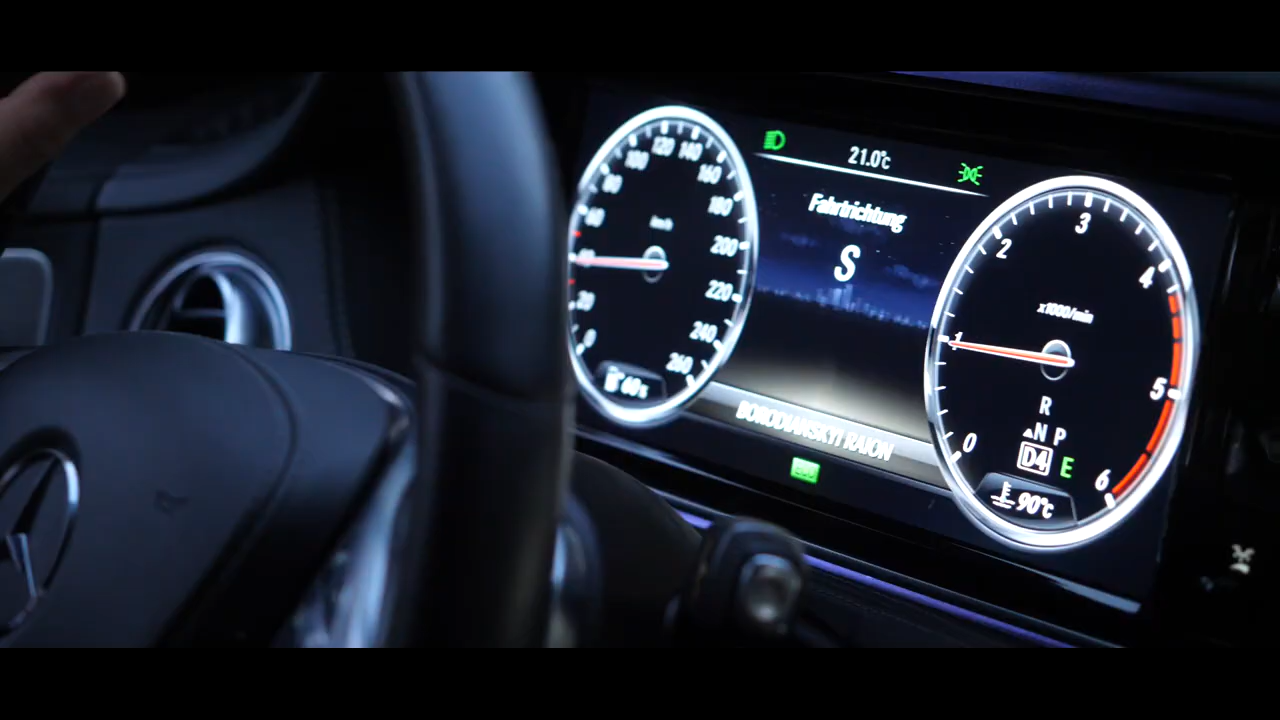 21.0°c
Fahrtrichtung
S
BORODIANSKYI RAION
0
20
60
80
100
120
140
160
180
200
220
240
260
km/h
60%
0
1
2
3
4
5
6
x1000/min
R
N P
D4 E
90°c